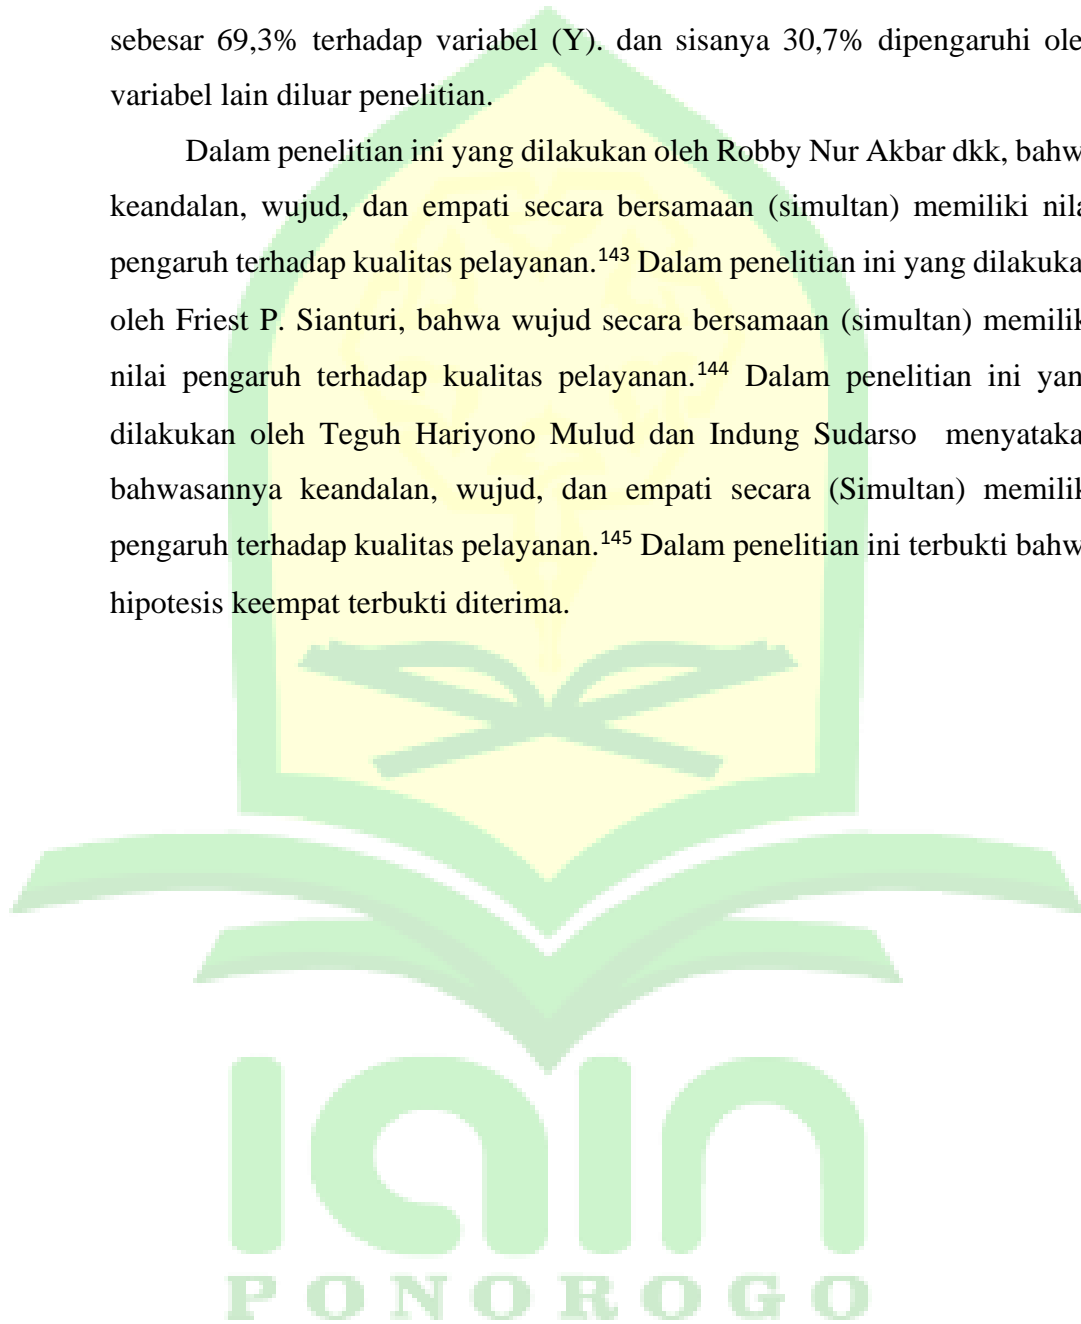 sebesar 69,3% terhadap variabel (Y). dan sisanya 30,7% dipengaruhi ole
variabel lain diluar penelitian.
Dalam penelitian ini yang dilakukan oleh Robby Nur Akbar dkk, bahw
keandalan, wujud, dan empati secara bersamaan (simultan) memiliki nila
pengaruh terhadap kualitas pelayanan.143 Dalam penelitian ini yang dilakuka
oleh Friest P. Sianturi, bahwa wujud secara bersamaan (simultan) memilik
nilai pengaruh terhadap kualitas pelayanan.144 Dalam penelitian ini yan
dilakukan oleh Teguh Hariyono Mulud dan Indung Sudarso menyataka
bahwasannya keandalan, wujud, dan empati secara (Simultan) memilik
pengaruh terhadap kualitas pelayanan.145 Dalam penelitian ini terbukti bahw
hipotesis keempat terbukti diterima.
iain
PONOROGO